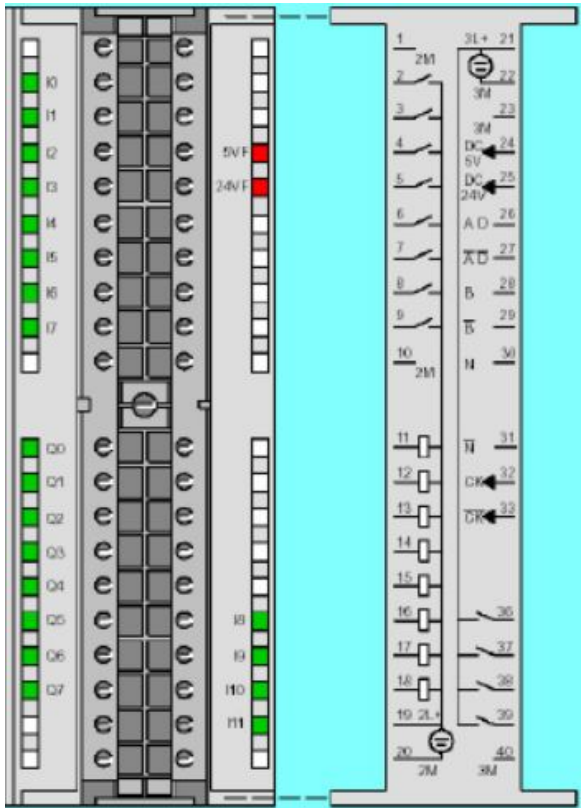 I0
I1
I2
I3
I4
I5
I6
I7
Q0
Q1
Q2
Q3
Q4
Q5
Q6
Q7
5VF
24VF
I8
I9
I10
I11
1
2M
2
3
4
5
6
7
8
9
10
2M
11
12
13
14
15
16
17
18
19 2L+
20
2M
3L+ 21
22
3M
23
3M
DC 24
5V
DC 25
24V
A D 26
A̅ D̅ 27
B 28
B̅ 29
N 30
N̅ 31
CK 32
C̅K̅ 33
36
37
38
39
40
3M